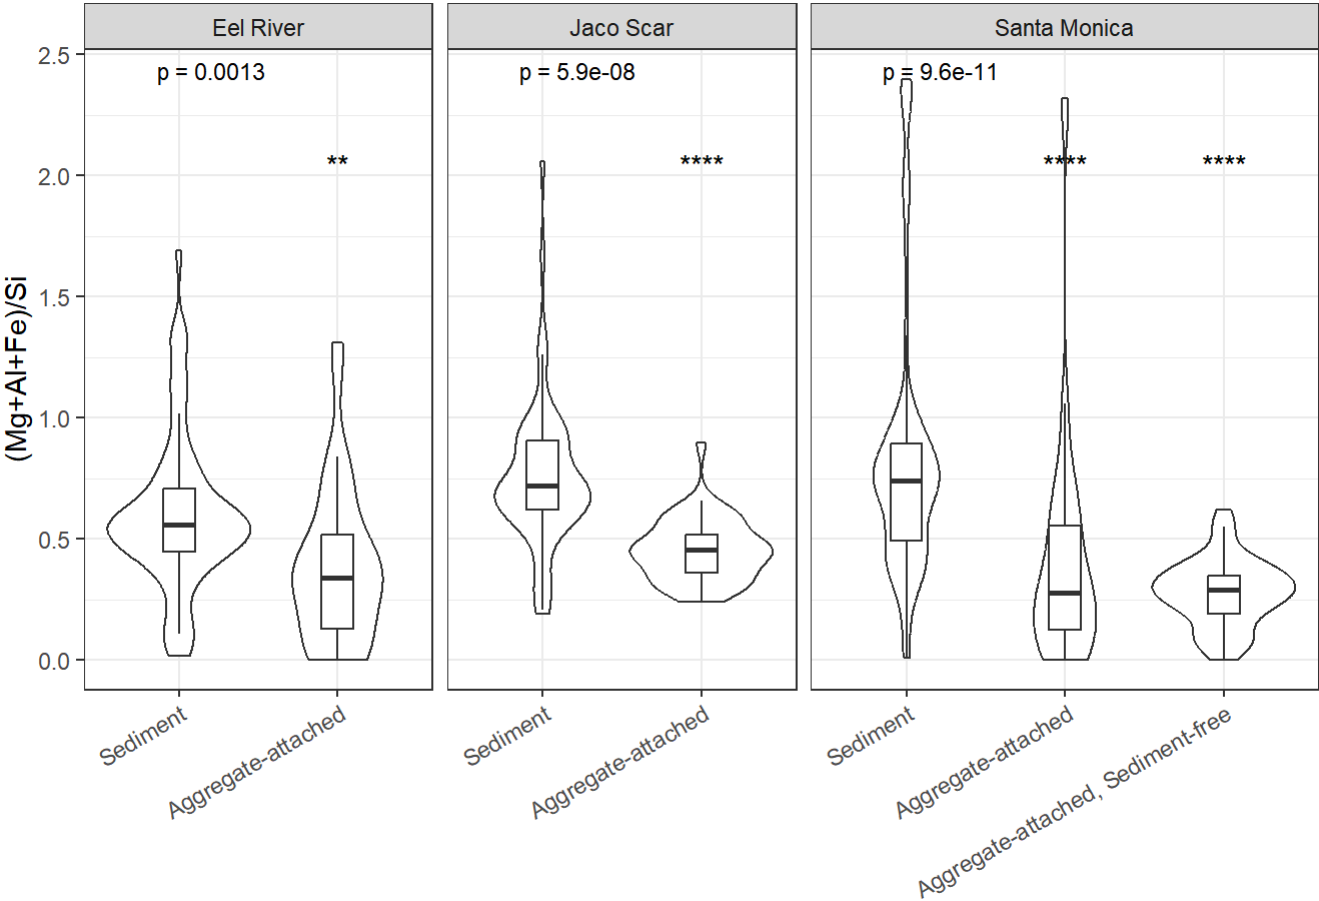 Eel River
Jaco Scar
Santa Monica
p = 0.0013
p = 5.9e-08
p = 9.6e-11
**
****
****
****
(Mg+Al+Fe)/Si
2.5
2.0
1.5
1.0
0.5
0.0
Sediment
Aggregate-attached
Sediment
Aggregate-attached
Sediment
Aggregate-attached
Aggregate-attached, Sediment-free